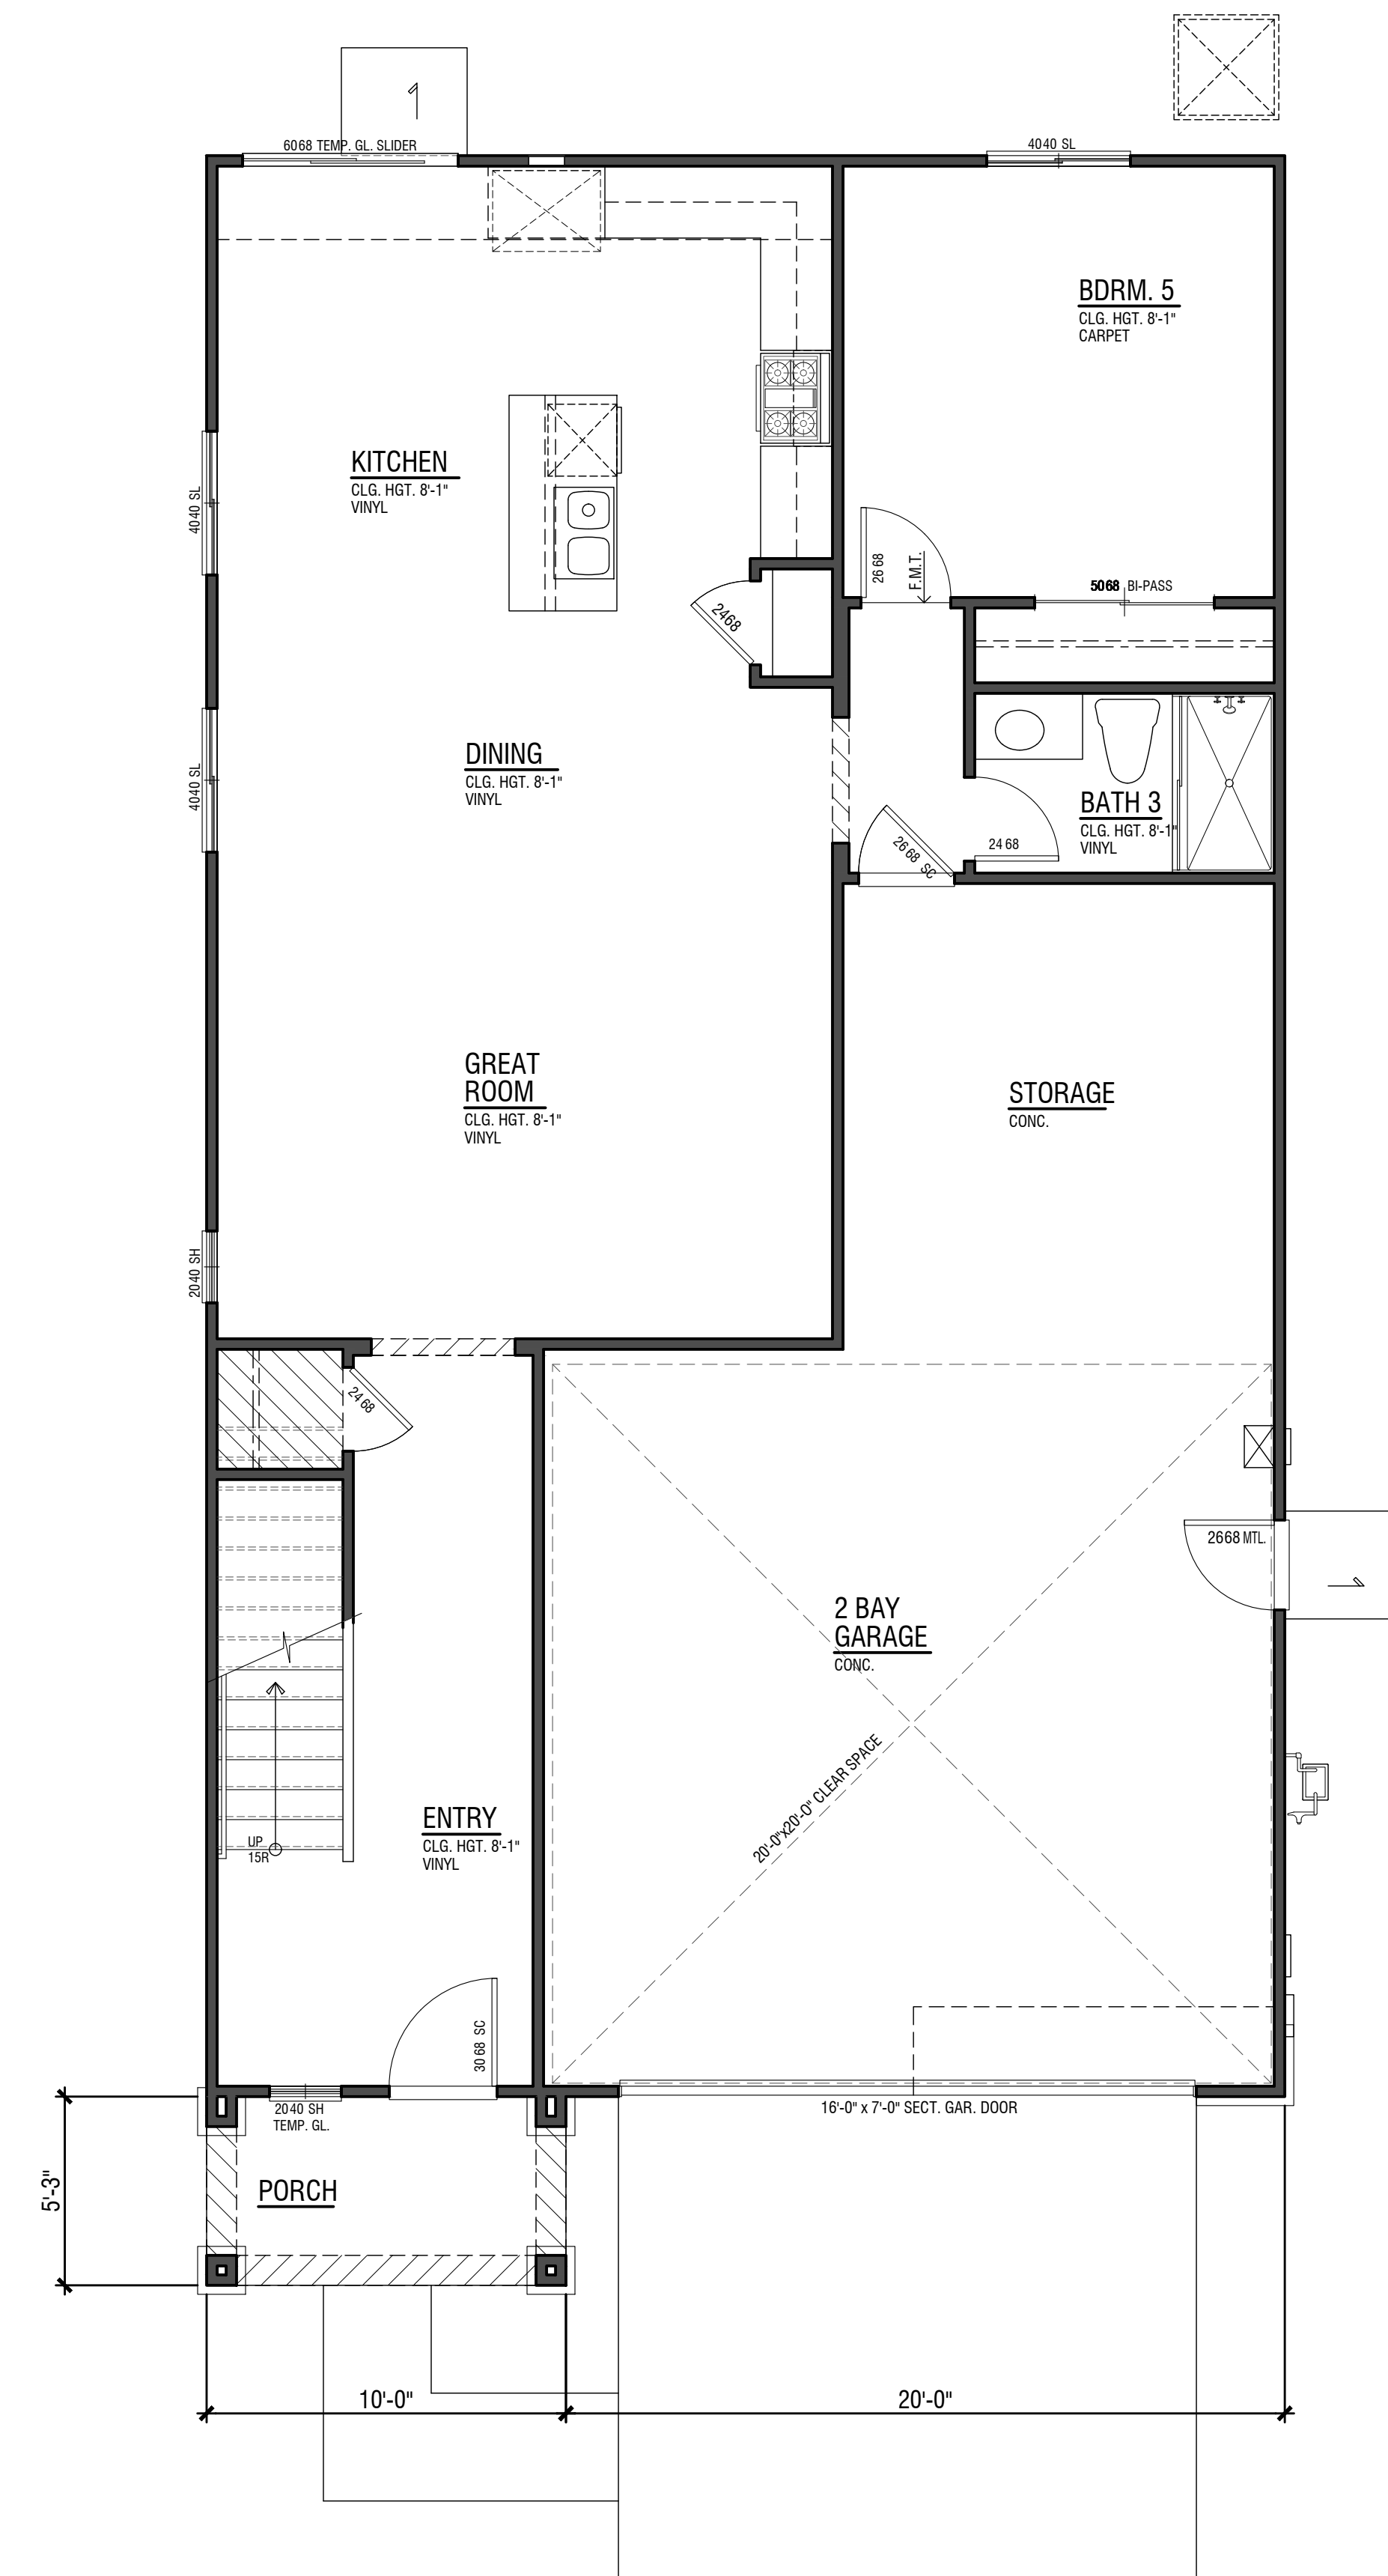 6068 TEMP. GL. SLIDER
4040 SL
BDRM. 5
CLG. HGT. 8'-1"
CARPET
KITCHEN
CLG. HGT. 8'-1"
VINYL
4040 SL
2668
F.M.T.
5068 BI-PASS
2468
DINING
CLG. HGT. 8'-1"
VINYL
4040 SL
BATH 3
CLG. HGT. 8'-1"
VINYL
2468
2668 SC
GREAT
ROOM
CLG. HGT. 8'-1"
VINYL
STORAGE
CONC.
2040 SH
2468
2668 MTL.
2 BAY
GARAGE
CONC.
20'-0"x20'-0" CLEAR SPACE
ENTRY
CLG. HGT. 8'-1"
VINYL
UP
15R
3068 SC
2040 SH
TEMP. GL.
16'-0" x 7'-0" SECT. GAR. DOOR
PORCH
5'-3"
10'-0"
20'-0"